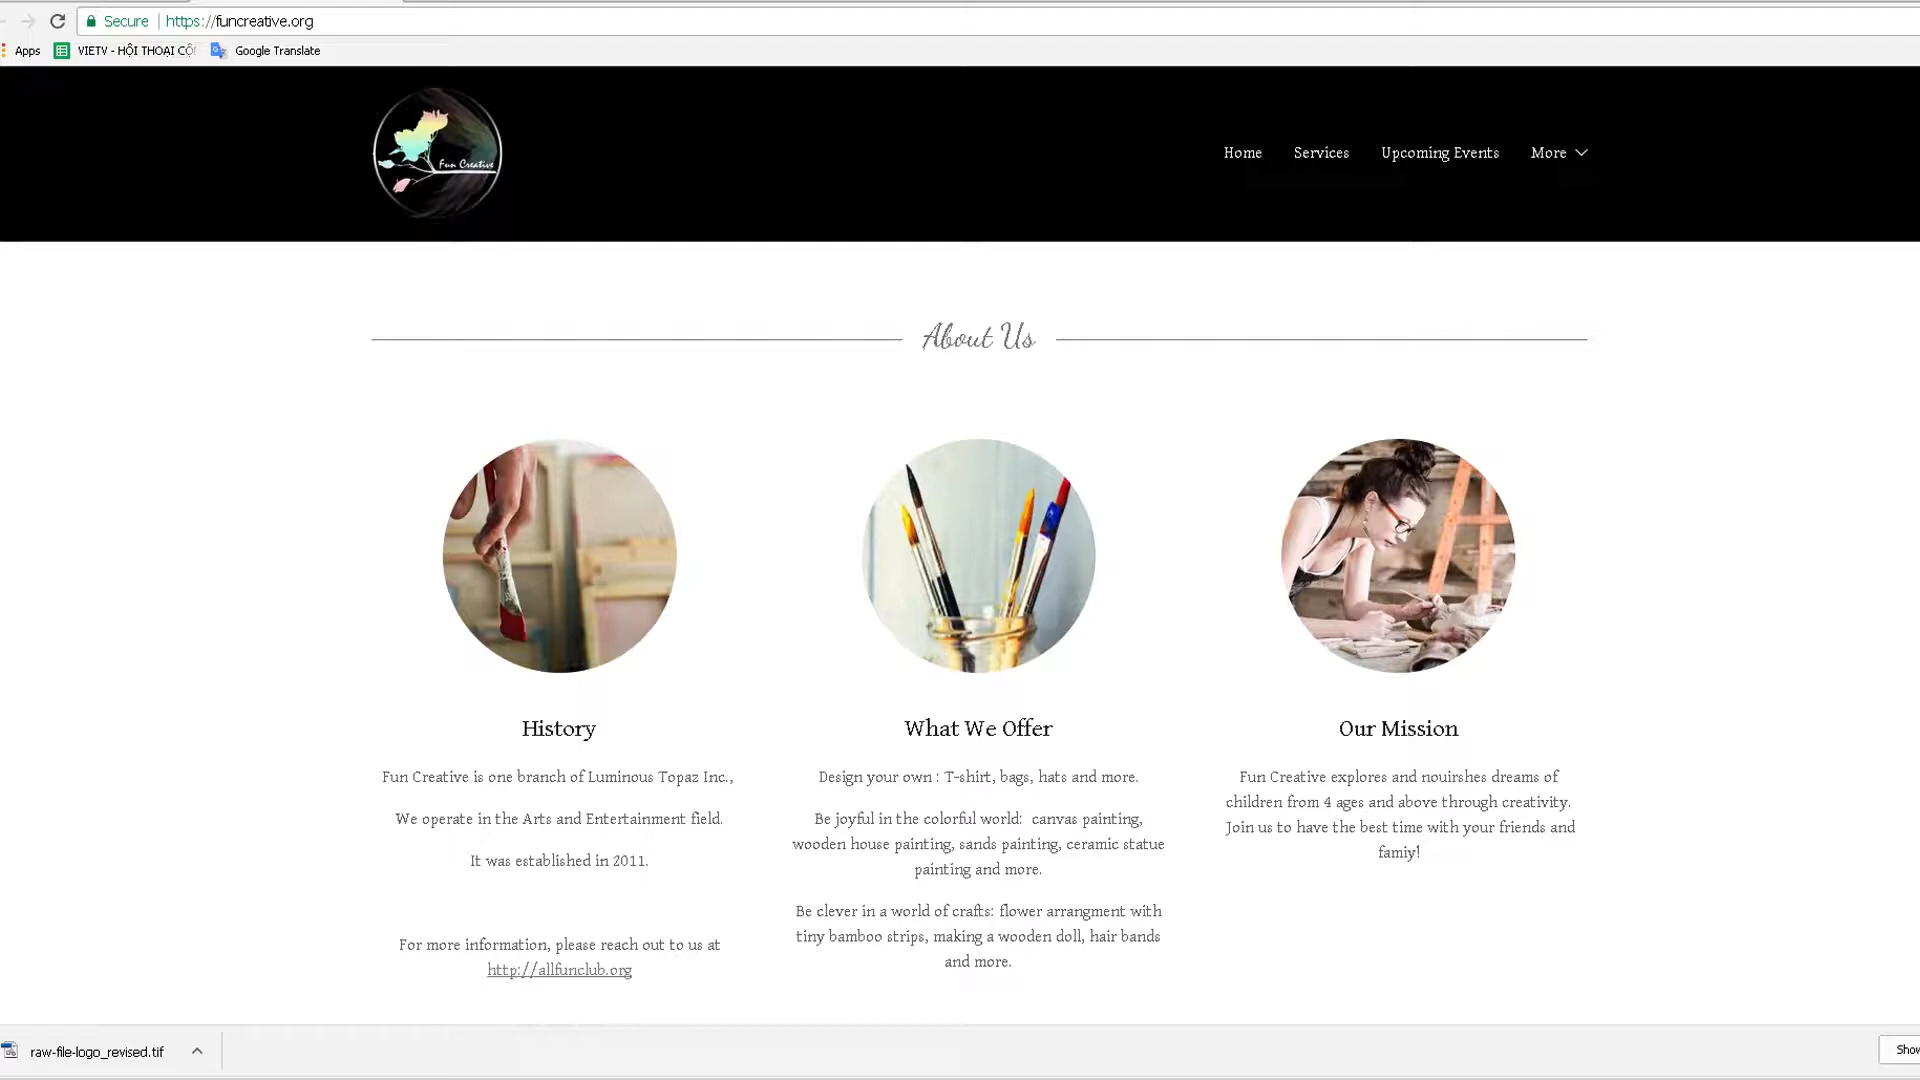 Secure | https://funcreative.org
Apps VIETV - HỘI THOẠI CỘ Google Translate
Fun Creative
Home Services Upcoming Events More
About Us
History
Fun Creative is one branch of Luminous Topaz Inc.,
We operate in the Arts and Entertainment field.
It was established in 2011.
For more information, please reach out to us at
http://allfunclub.org
What We Offer
Design your own : T-shirt, bags, hats and more.
Be joyful in the colorful world: canvas painting,
wooden house painting, sands painting, ceramic statue
painting and more.
Be clever in a world of crafts: flower arrangment with
tiny bamboo strips, making a wooden doll, hair bands
and more.
Our Mission
Fun Creative explores and nouirshes dreams of
children from 4 ages and above through creativity.
Join us to have the best time with your friends and
famiy!
raw-file-logo_revised.tif
Show